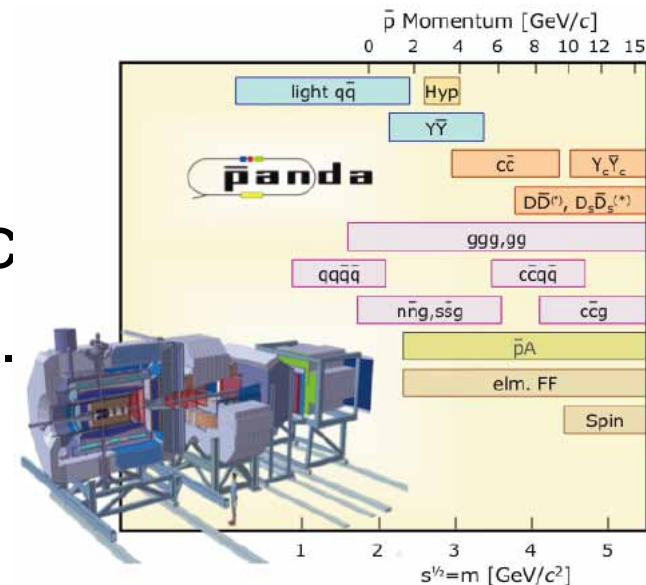 p̄ Momentum [GeV/c]
0 2 4 6 8 10 12 15
light qq̄ Hyp
YȲ
cc̄ Y_cȲ_c
p̄anda
DD̄⁽*⁾, D_sD̄_s⁽*⁾
C
ggg,gg
qqq̄q̄ cc̄qq̄
nn̄g,ss̄g cc̄g
.
p̄A
elm. FF
Spin
1 2 3 4 5
s^½=m [GeV/c²]